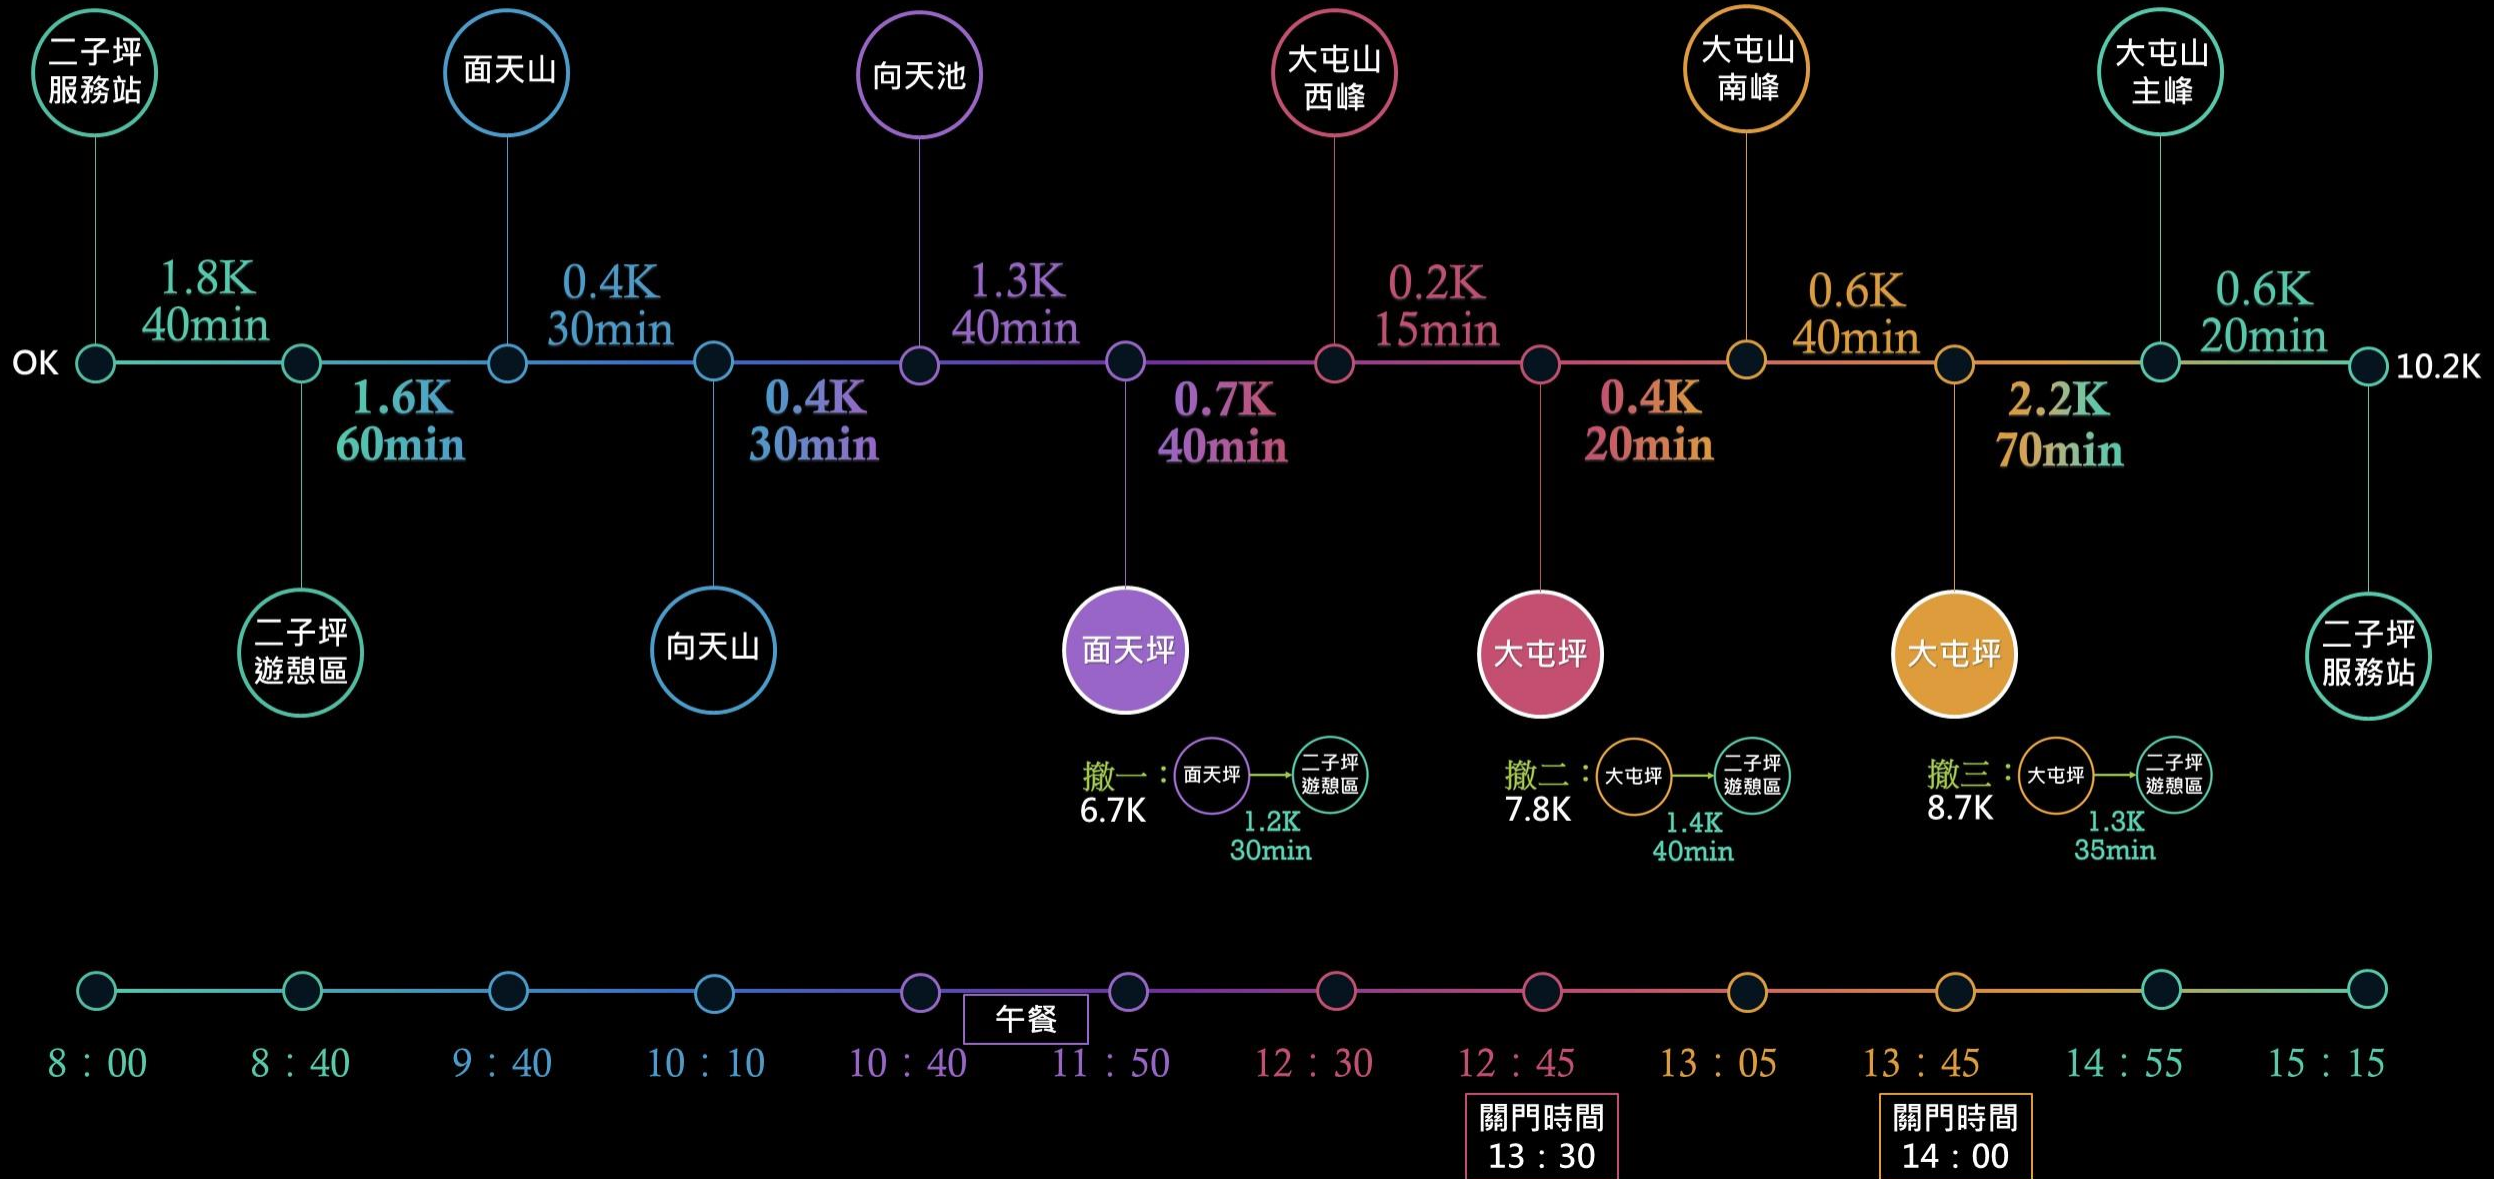 二子坪
服務站
面天山
向天池
大屯山
西峰
大屯山
南峰
大屯山
主峰
1.8K
40min
0.4K
30min
1.3K
40min
0.2K
15min
0.6K
40min
0.6K
20min
0K
10.2K
1.6K
60min
0.4K
30min
0.7K
40min
0.4K
20min
2.2K
70min
二子坪
遊憩區
向天山
面天坪
大屯坪
大屯坪
二子坪
服務站
撤一：
6.7K
面天坪
二子坪
遊憩區
1.2K
30min
撤二：
7.8K
大屯坪
二子坪
遊憩區
1.4K
40min
撤三：
8.7K
大屯坪
二子坪
遊憩區
1.3K
35min
午餐
8：00
8：40
9：40
10：10
10：40
11：50
12：30
12：45
13：05
13：45
14：55
15：15
關門時間
13：30
關門時間
14：00